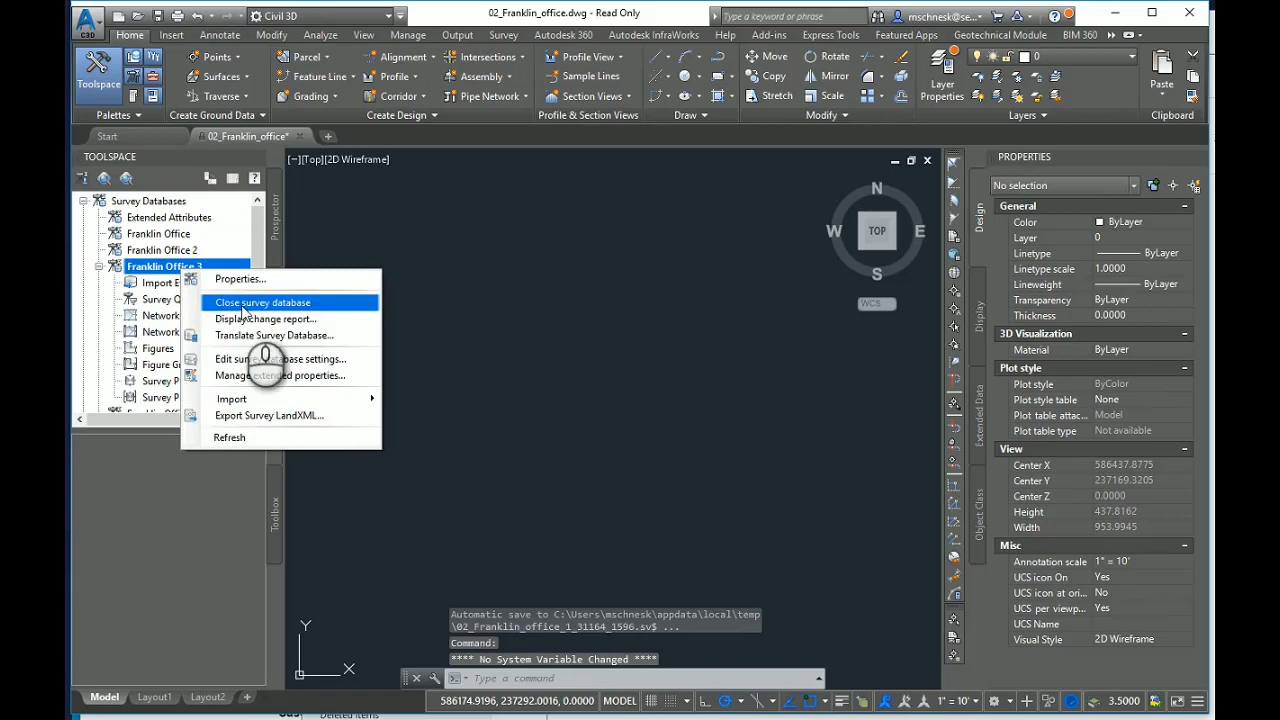 C3D
Civil 3D
02_Franklin_office.dwg - Read Only
Type a keyword or phrase
mschnesk@se...
Home Insert Annotate Modify Analyze View Manage Output Survey Autodesk 360 Autodesk InfraWorks Help Add-ins Express Tools Featured Apps Geotechnical Module BIM 360
Toolspace
Points
Surfaces
Traverse
Parcel
Feature Line
Grading
Alignment
Profile
Corridor
Intersections
Assembly
Pipe Network
Profile View
Sample Lines
Section Views
Move
Copy
Stretch
Rotate
Mirror
Scale
Layer
Properties
0
Paste
Palettes Create Ground Data Create Design Profile & Section Views Draw Modify Layers Clipboard
Start 02_Franklin_office*
TOOLSPACE
Survey Databases
Extended Attributes
Franklin Office
Franklin Office 2
Franklin Office 3
Import E
Survey Q
Network
Network
Figures
Figure Gr
Survey P
Survey P
Prospector
Toolbox
Properties...
Close survey database
Display change report...
Translate Survey Database...
Edit survey database settings...
Manage extended properties...
Import
Export Survey LandXML...
Refresh
[−][Top][2D Wireframe]
N
W TOP E
S
WCS
Y
X
Automatic save to C:\Users\mschnesk\appdata\local\temp
\02_Franklin_office_1_31164_1596.sv$ ...
Command:
**** No System Variable Changed ****
Type a command
Model Layout1 Layout2
586174.9196, 237292.0016, 0.0000 MODEL 1" = 10' 3.5000
Deleted Items
PROPERTIES
No selection
Design
Display
Extended Data
Object Class
General
Color ByLayer
Layer 0
Linetype ByLayer
Linetype scale 1.0000
Lineweight ByLayer
Transparency ByLayer
Thickness 0.0000
3D Visualization
Material ByLayer
Plot style
Plot style ByColor
Plot style table None
Plot table attac... Model
Plot table type Not available
View
Center X 586437.8775
Center Y 237169.3205
Center Z 0.0000
Height 437.8162
Width 953.9945
Misc
Annotation scale 1" = 10'
UCS icon On Yes
UCS icon at ori... No
UCS per viewp... Yes
UCS Name
Visual Style 2D Wireframe